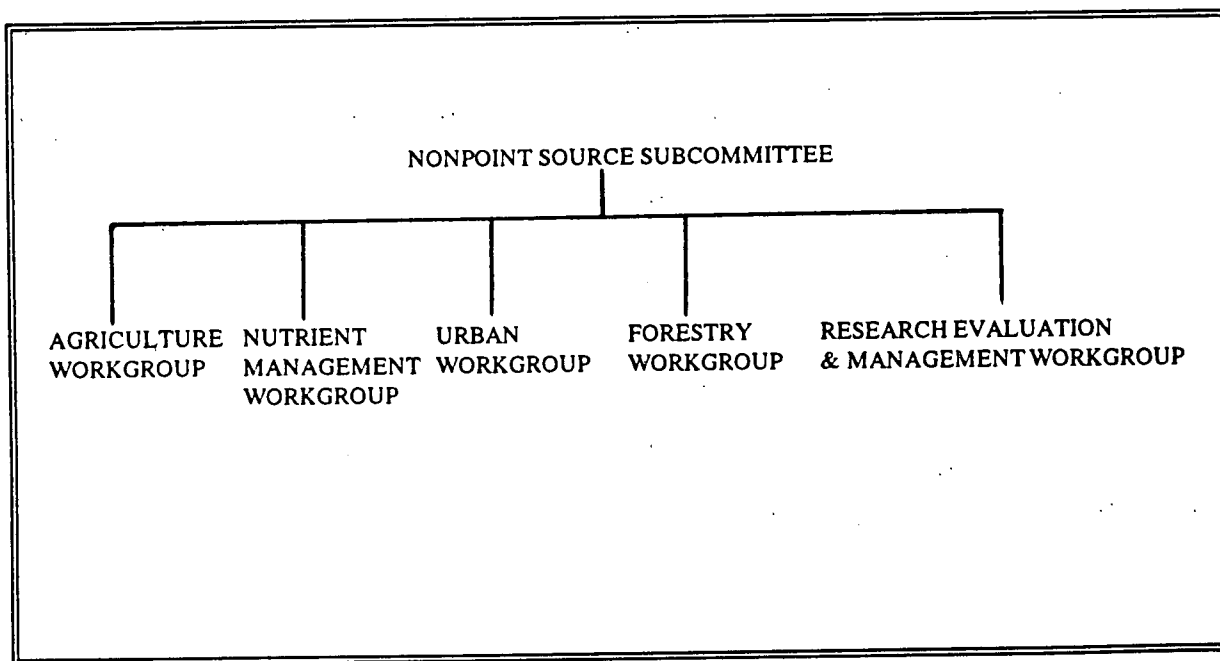 NONPOINT SOURCE SUBCOMMITTEE
AGRICULTURE
WORKGROUP
NUTRIENT
MANAGEMENT
WORKGROUP
URBAN
WORKGROUP
FORESTRY
WORKGROUP
RESEARCH EVALUATION
& MANAGEMENT WORKGROUP